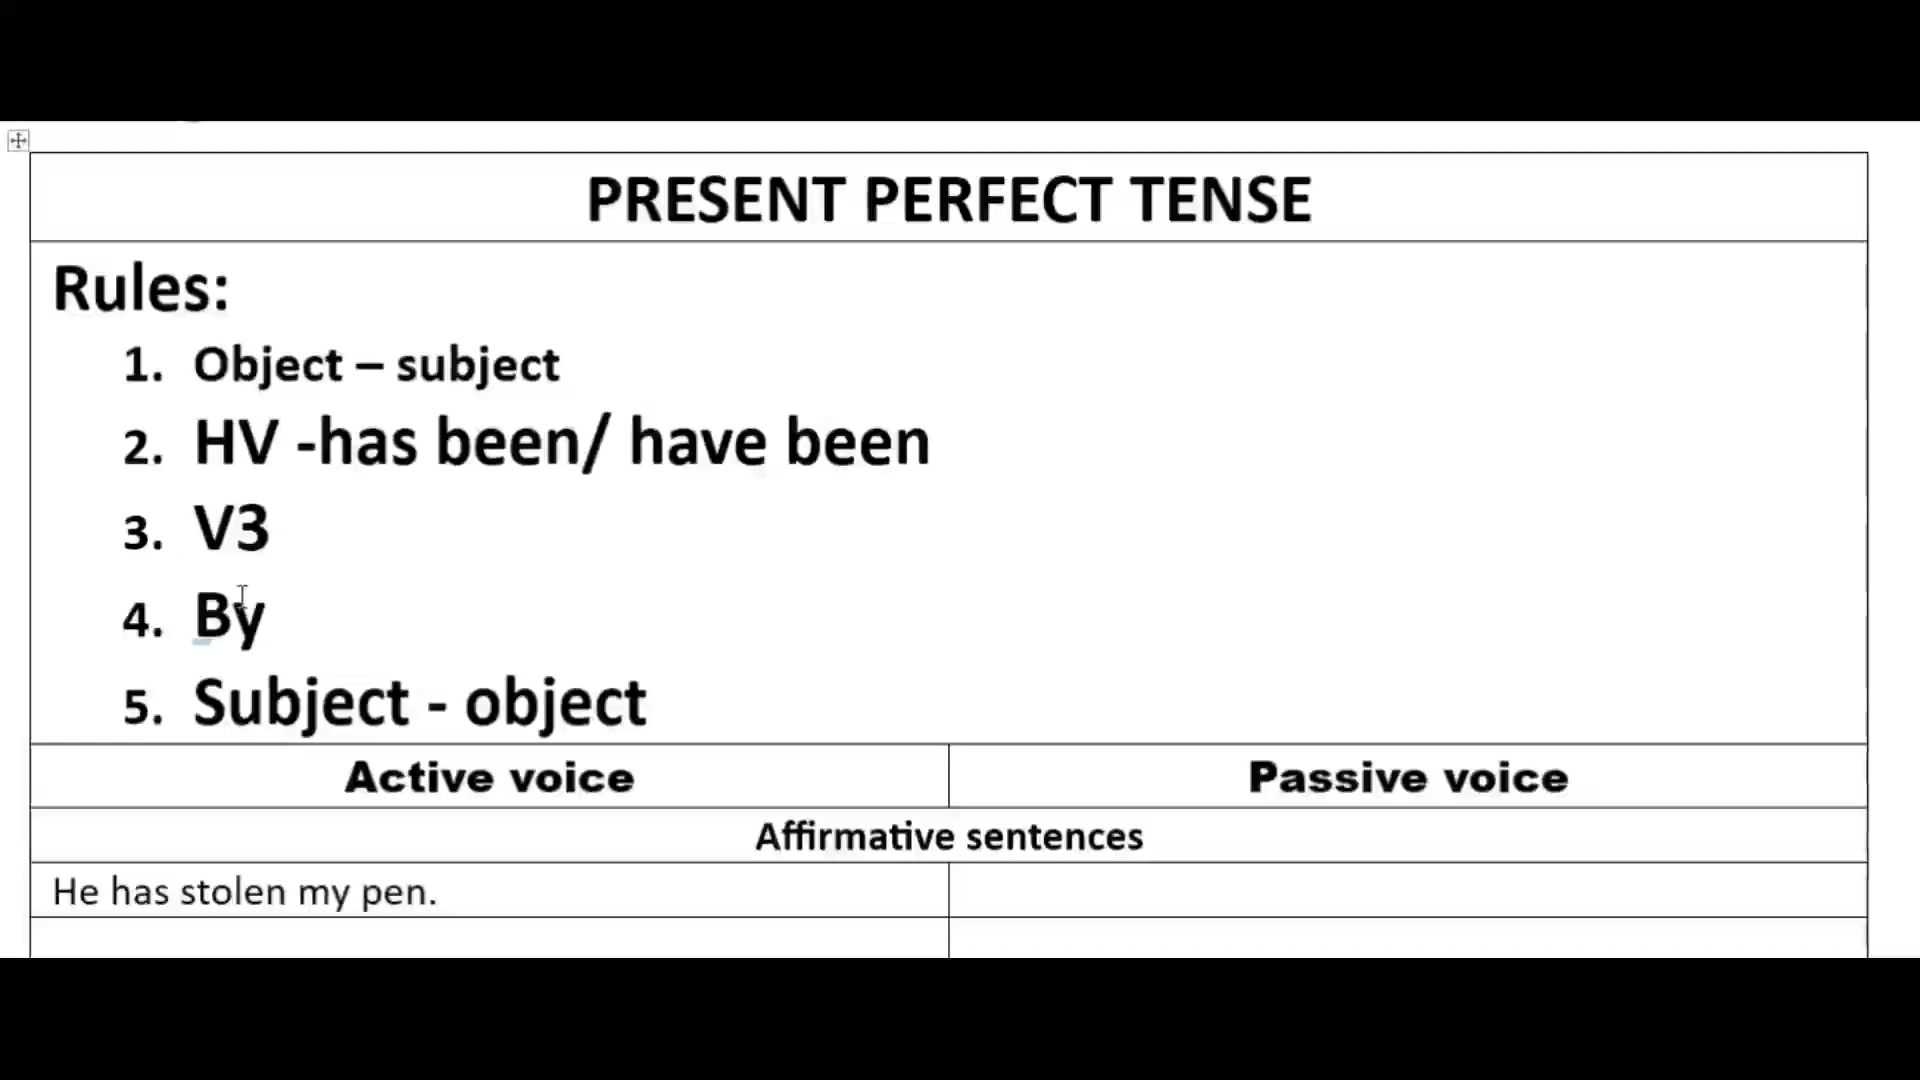 PRESENT PERFECT TENSE
Rules:
1. Object – subject
2. HV -has been/ have been
3. V3
4. By
5. Subject - object
Active voice
Passive voice
Affirmative sentences
He has stolen my pen.